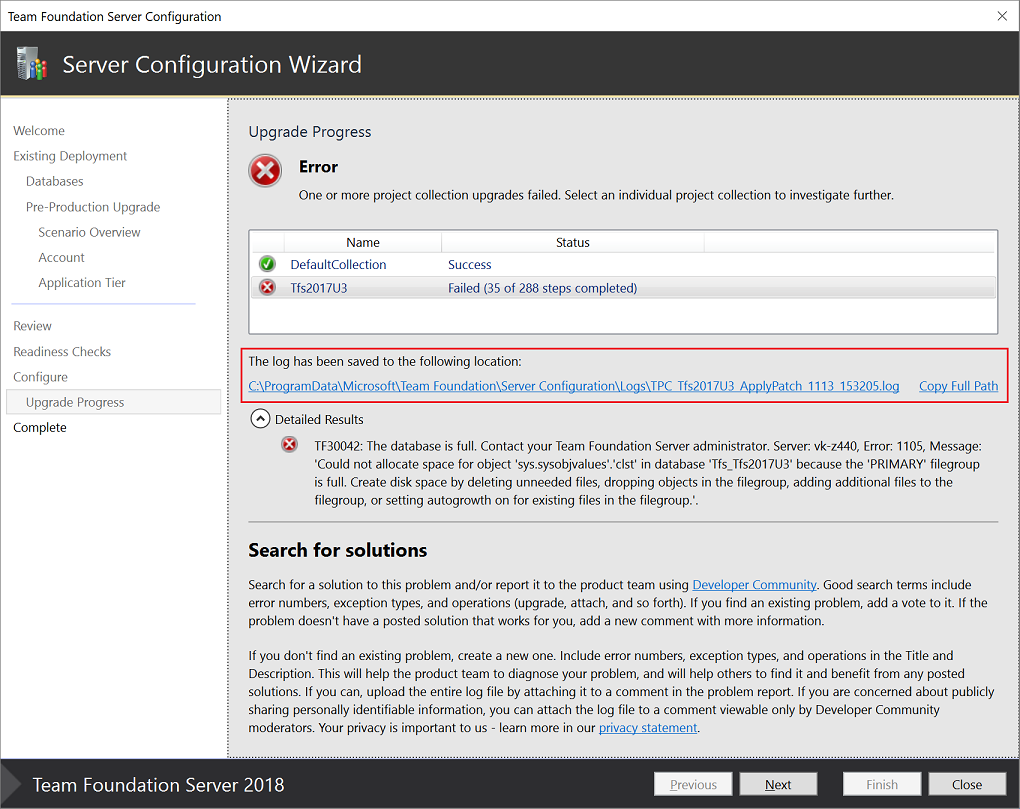 Team Foundation Server Configuration
Server Configuration Wizard
Welcome
Existing Deployment
Databases
Pre-Production Upgrade
Scenario Overview
Account
Application Tier
Review
Readiness Checks
Configure
Upgrade Progress
Complete
Upgrade Progress
Error
One or more project collection upgrades failed. Select an individual project collection to investigate further.
Name Status
DefaultCollection Success
Tfs2017U3 Failed (35 of 288 steps completed)
The log has been saved to the following location:
C:\ProgramData\Microsoft\Team Foundation\Server Configuration\Logs\TPC_Tfs2017U3_ApplyPatch_1113_153205.log Copy Full Path
Detailed Results
TF30042: The database is full. Contact your Team Foundation Server administrator. Server: vk-z440, Error: 1105, Message:
'Could not allocate space for object 'sys.sysobjvalues'.'clst' in database 'Tfs_Tfs2017U3' because the 'PRIMARY' filegroup
is full. Create disk space by deleting unneeded files, dropping objects in the filegroup, adding additional files to the
filegroup, or setting autogrowth on for existing files in the filegroup.'.
Search for solutions
Search for a solution to this problem and/or report it to the product team using Developer Community. Good search terms include
error numbers, exception types, and operations (upgrade, attach, and so forth). If you find an existing problem, add a vote to it. If the
problem doesn't have a posted solution that works for you, add a new comment with more information.
If you don't find an existing problem, create a new one. Include error numbers, exception types, and operations in the Title and
Description. This will help the product team to diagnose your problem, and will help others to find it and benefit from any posted
solutions. If you can, upload the entire log file by attaching it to a comment in the problem report. If you are concerned about publicly
sharing personally identifiable information, you can attach the log file to a comment viewable only by Developer Community
moderators. Your privacy is important to us - learn more in our privacy statement.
Team Foundation Server 2018
Previous Next Finish Close